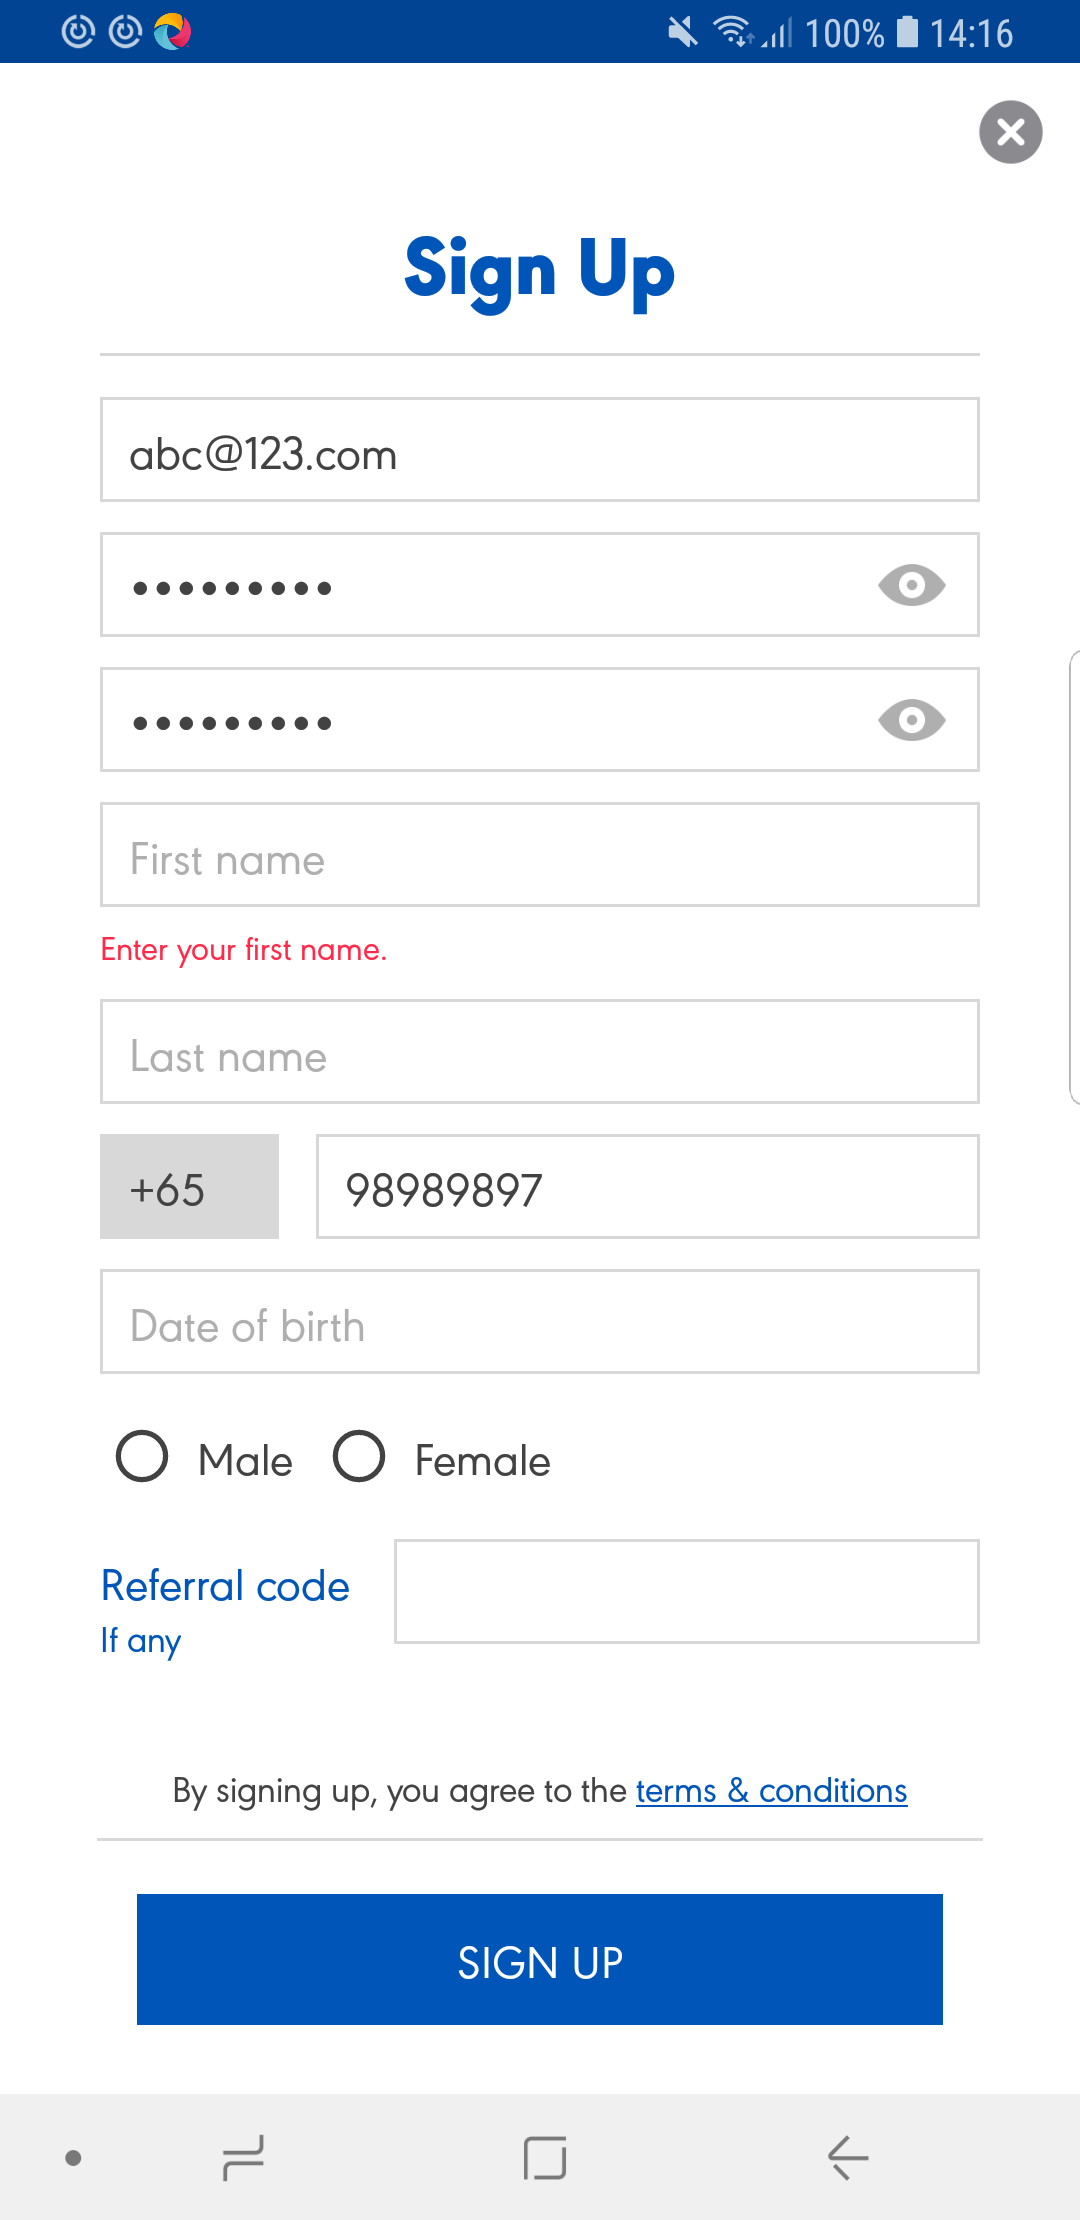 100% 14:16
Sign Up
abc@123.com
•••••••••
•••••••••
First name
Enter your first name.
Last name
+65 98989897
Date of birth
Male Female
Referral code
If any
By signing up, you agree to the terms & conditions
SIGN UP